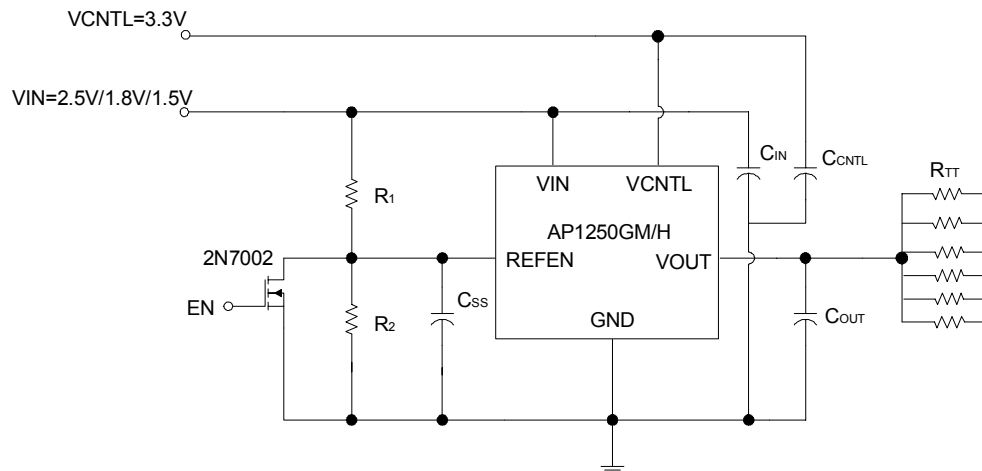 VCNTL=3.3V
VIN=2.5V/1.8V/1.5V
CIN
CCNTL
RTT
VIN VCNTL
R1
AP1250GM/H
2N7002
REFEN
VOUT
EN
CSS
R2
GND
COUT